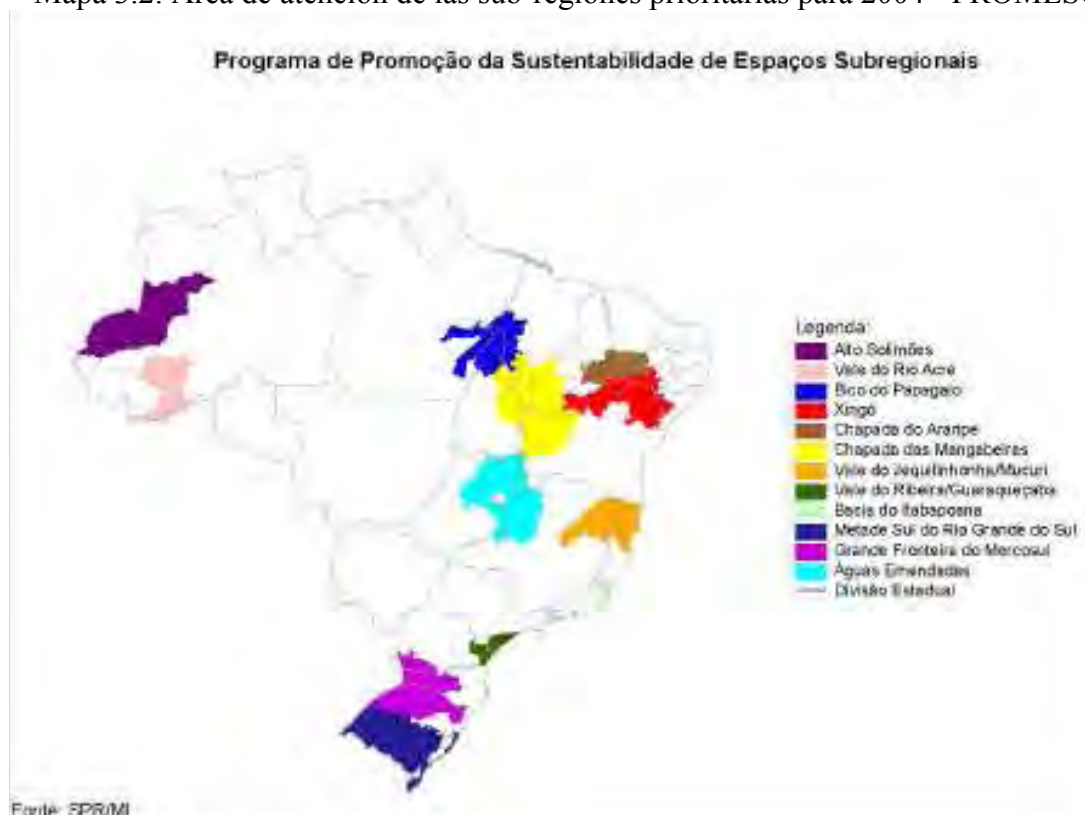 Mapa 3.2. Área de atención de las sub-regiones prioritarias para 2004 - PROMESO
Programa de Promoção da Sustentabilidade de Espaços Subregionais
Legenda:
Alto Solimões
Vale do Rio Acre
Bico do Papagaio
Xingó
Chapada do Araripe
Chapada das Mangabeiras
Vale do Jequitinhonha/Mucuri
Vale do Ribeira/Guaraqueçaba
Bacia do Itabapoana
Metade Sul do Rio Grande do Sul
Grande Fronteira do Mercosul
Águas Emendadas
Divisão Estadual
Fonte: SPR/MI